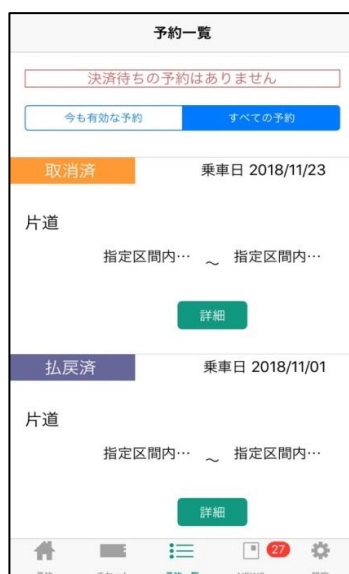 予約一覧
決済待ちの予約はありません
今も有効な予約 すべての予約
取消済 乗車日 2018/11/23
片道
指定区間内… ～ 指定区間内…
詳細
払戻済 乗車日 2018/11/01
片道
指定区間内… ～ 指定区間内…
詳細
27